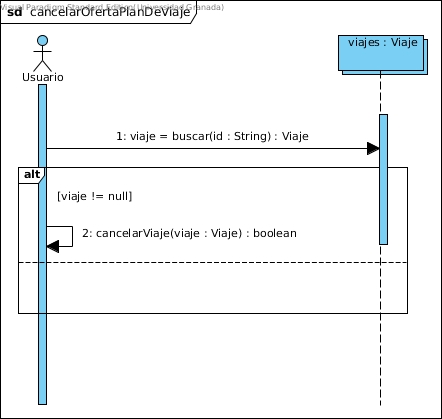 Visual Paradigm Standard Edition(Universidad Granada)
sd cancelarOfertaPlanDeViaje
viajes : Viaje
Usuario
1: viaje = buscar(id : String) : Viaje
alt
[viaje != null]
2: cancelarViaje(viaje : Viaje) : boolean